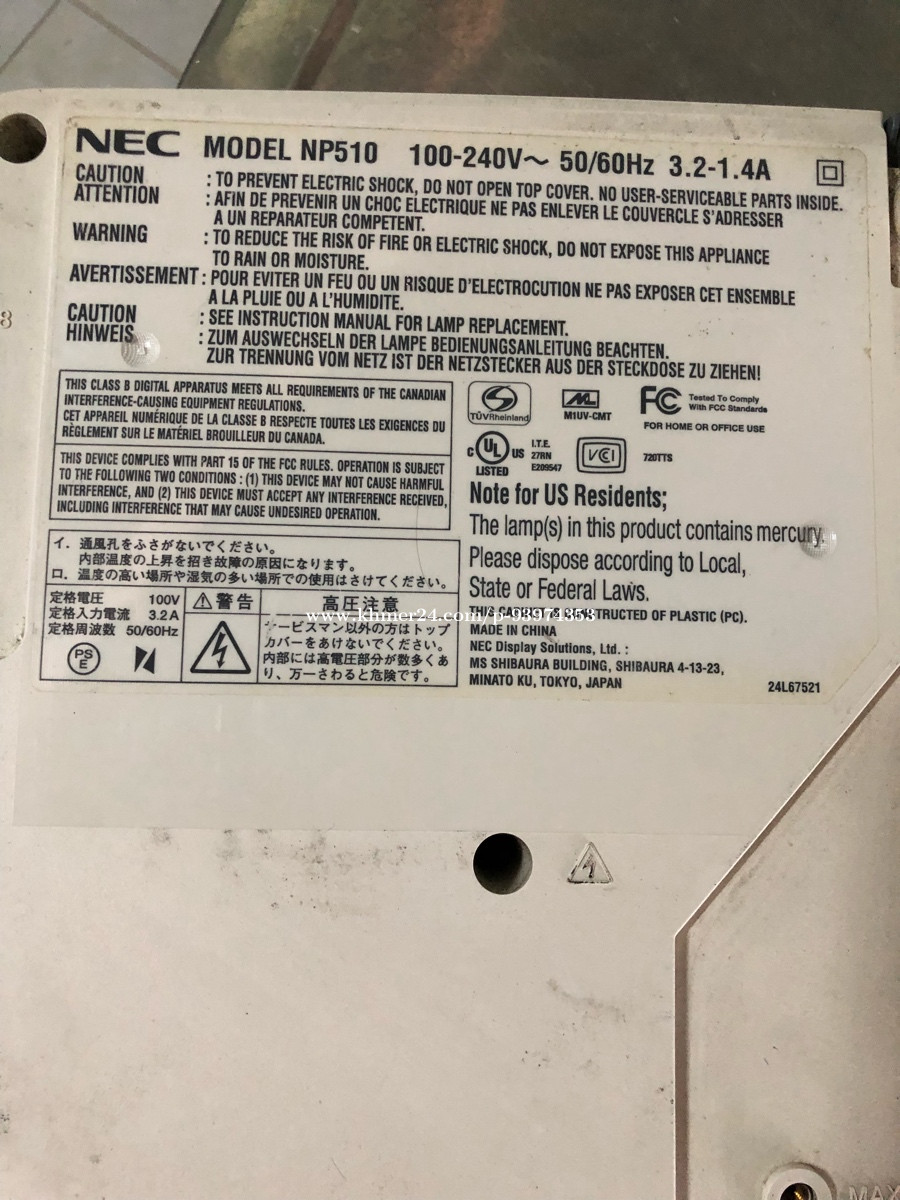 NEC MODEL NP510 100-240V~ 50/60Hz 3.2-1.4A
CAUTION : TO PREVENT ELECTRIC SHOCK, DO NOT OPEN TOP COVER. NO USER-SERVICEABLE PARTS INSIDE.
ATTENTION : AFIN DE PREVENIR UN CHOC ELECTRIQUE NE PAS ENLEVER LE COUVERCLE S'ADRESSER
A UN REPARATEUR COMPETENT.
WARNING : TO REDUCE THE RISK OF FIRE OR ELECTRIC SHOCK, DO NOT EXPOSE THIS APPLIANCE
TO RAIN OR MOISTURE.
AVERTISSEMENT : POUR EVITER UN FEU OU UN RISQUE D'ELECTROCUTION NE PAS EXPOSER CET ENSEMBLE
A LA PLUIE OU A L'HUMIDITE.
CAUTION : SEE INSTRUCTION MANUAL FOR LAMP REPLACEMENT.
HINWEIS : ZUM AUSWECHSELN DER LAMPE BEDIENUNGSANLEITUNG BEACHTEN.
ZUR TRENNUNG VOM NETZ IST DER NETZSTECKER AUS DER STECKDOSE ZU ZIEHEN!
THIS CLASS B DIGITAL APPARATUS MEETS ALL REQUIREMENTS OF THE CANADIAN
INTERFERENCE-CAUSING EQUIPMENT REGULATIONS.
CET APPAREIL NUMÉRIQUE DE LA CLASSE B RESPECTE TOUTES LES EXIGENCES DU
RÈGLEMENT SUR LE MATÉRIEL BROUILLEUR DU CANADA.
THIS DEVICE COMPLIES WITH PART 15 OF THE FCC RULES. OPERATION IS SUBJECT
TO THE FOLLOWING TWO CONDITIONS : (1) THIS DEVICE MAY NOT CAUSE HARMFUL
INTERFERENCE, AND (2) THIS DEVICE MUST ACCEPT ANY INTERFERENCE RECEIVED,
INCLUDING INTERFERENCE THAT MAY CAUSE UNDESIRED OPERATION.
イ. 通風孔をふさがないでください。
内部温度の上昇を招き故障の原因になります。
ロ. 温度の高い場所や湿気の多い場所での使用はさけてください。
定格電圧 100V
定格入力電流 3.2A
定格周波数 50/60Hz
PS
E
警告
高圧注意
サービスマン以外の方はトップ
カバーをあけないでください。
内部には高電圧部分が数多くあ
り、万一さわると危険です。
TÜVRheinland
M1UV-CMT
FC Tested To Comply
With FCC Standards
FOR HOME OR OFFICE USE
C UL US
LISTED
I.T.E.
27RN
E209547
VCI
720TTS
Note for US Residents;
The lamp(s) in this product contains mercury.
Please dispose according to Local,
State or Federal Laws.
THIS CONSTRUCTED OF PLASTIC (PC).
MADE IN CHINA
NEC Display Solutions, Ltd. :
MS SHIBAURA BUILDING, SHIBAURA 4-13-23,
MINATO KU, TOKYO, JAPAN
24L67521
www.khmer24.com/p-98974358
MAX